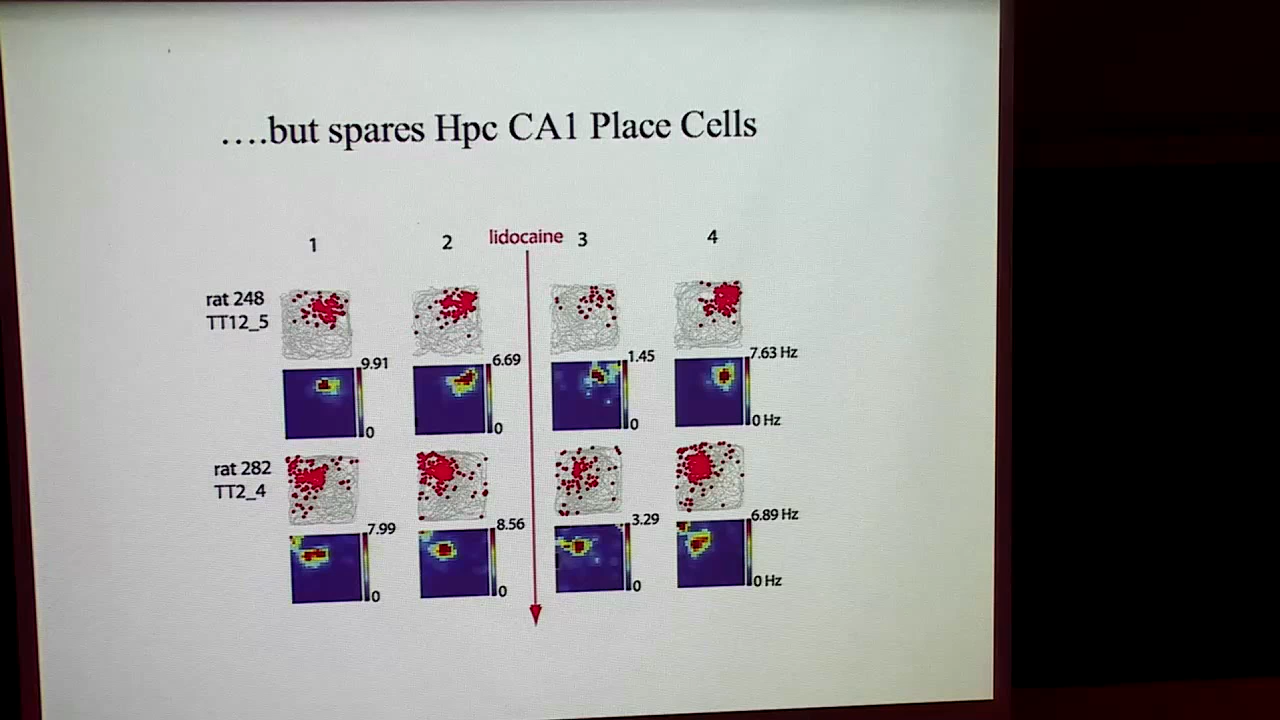 ….but spares Hpc CA1 Place Cells
1 2 lidocaine 3 4
rat 248
TT12_5
9.91 6.69 1.45 7.63 Hz
0 0 0 0 Hz
rat 282
TT2_4
7.99 8.56 3.29 6.89 Hz
0 0 0 0 Hz